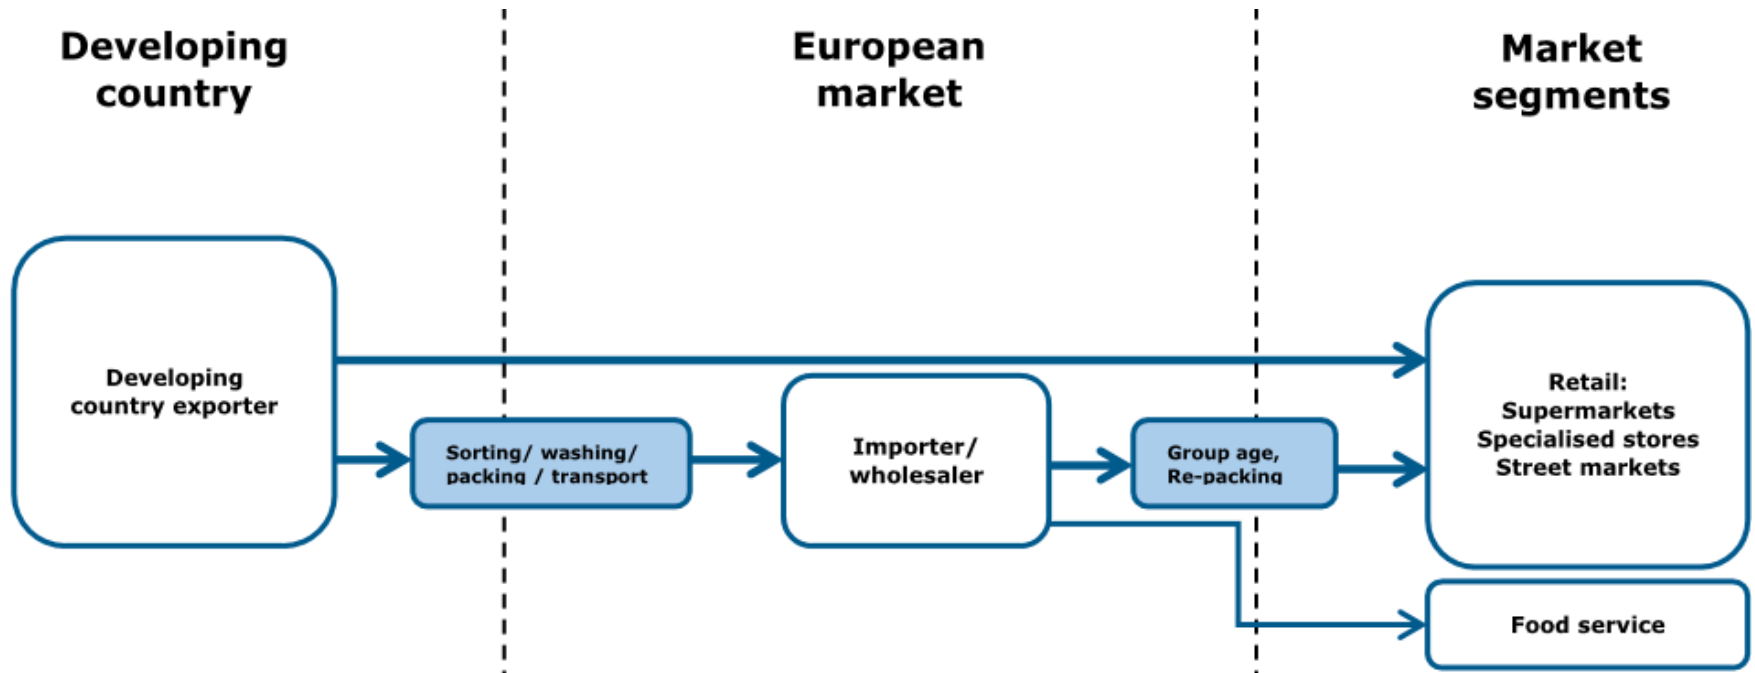 Developing
country
European
market
Market
segments
Developing
country exporter
Sorting/ washing/
packing / transport
Importer/
wholesaler
Group age,
Re-packing
Retail:
Supermarkets
Specialised stores
Street markets
Food service